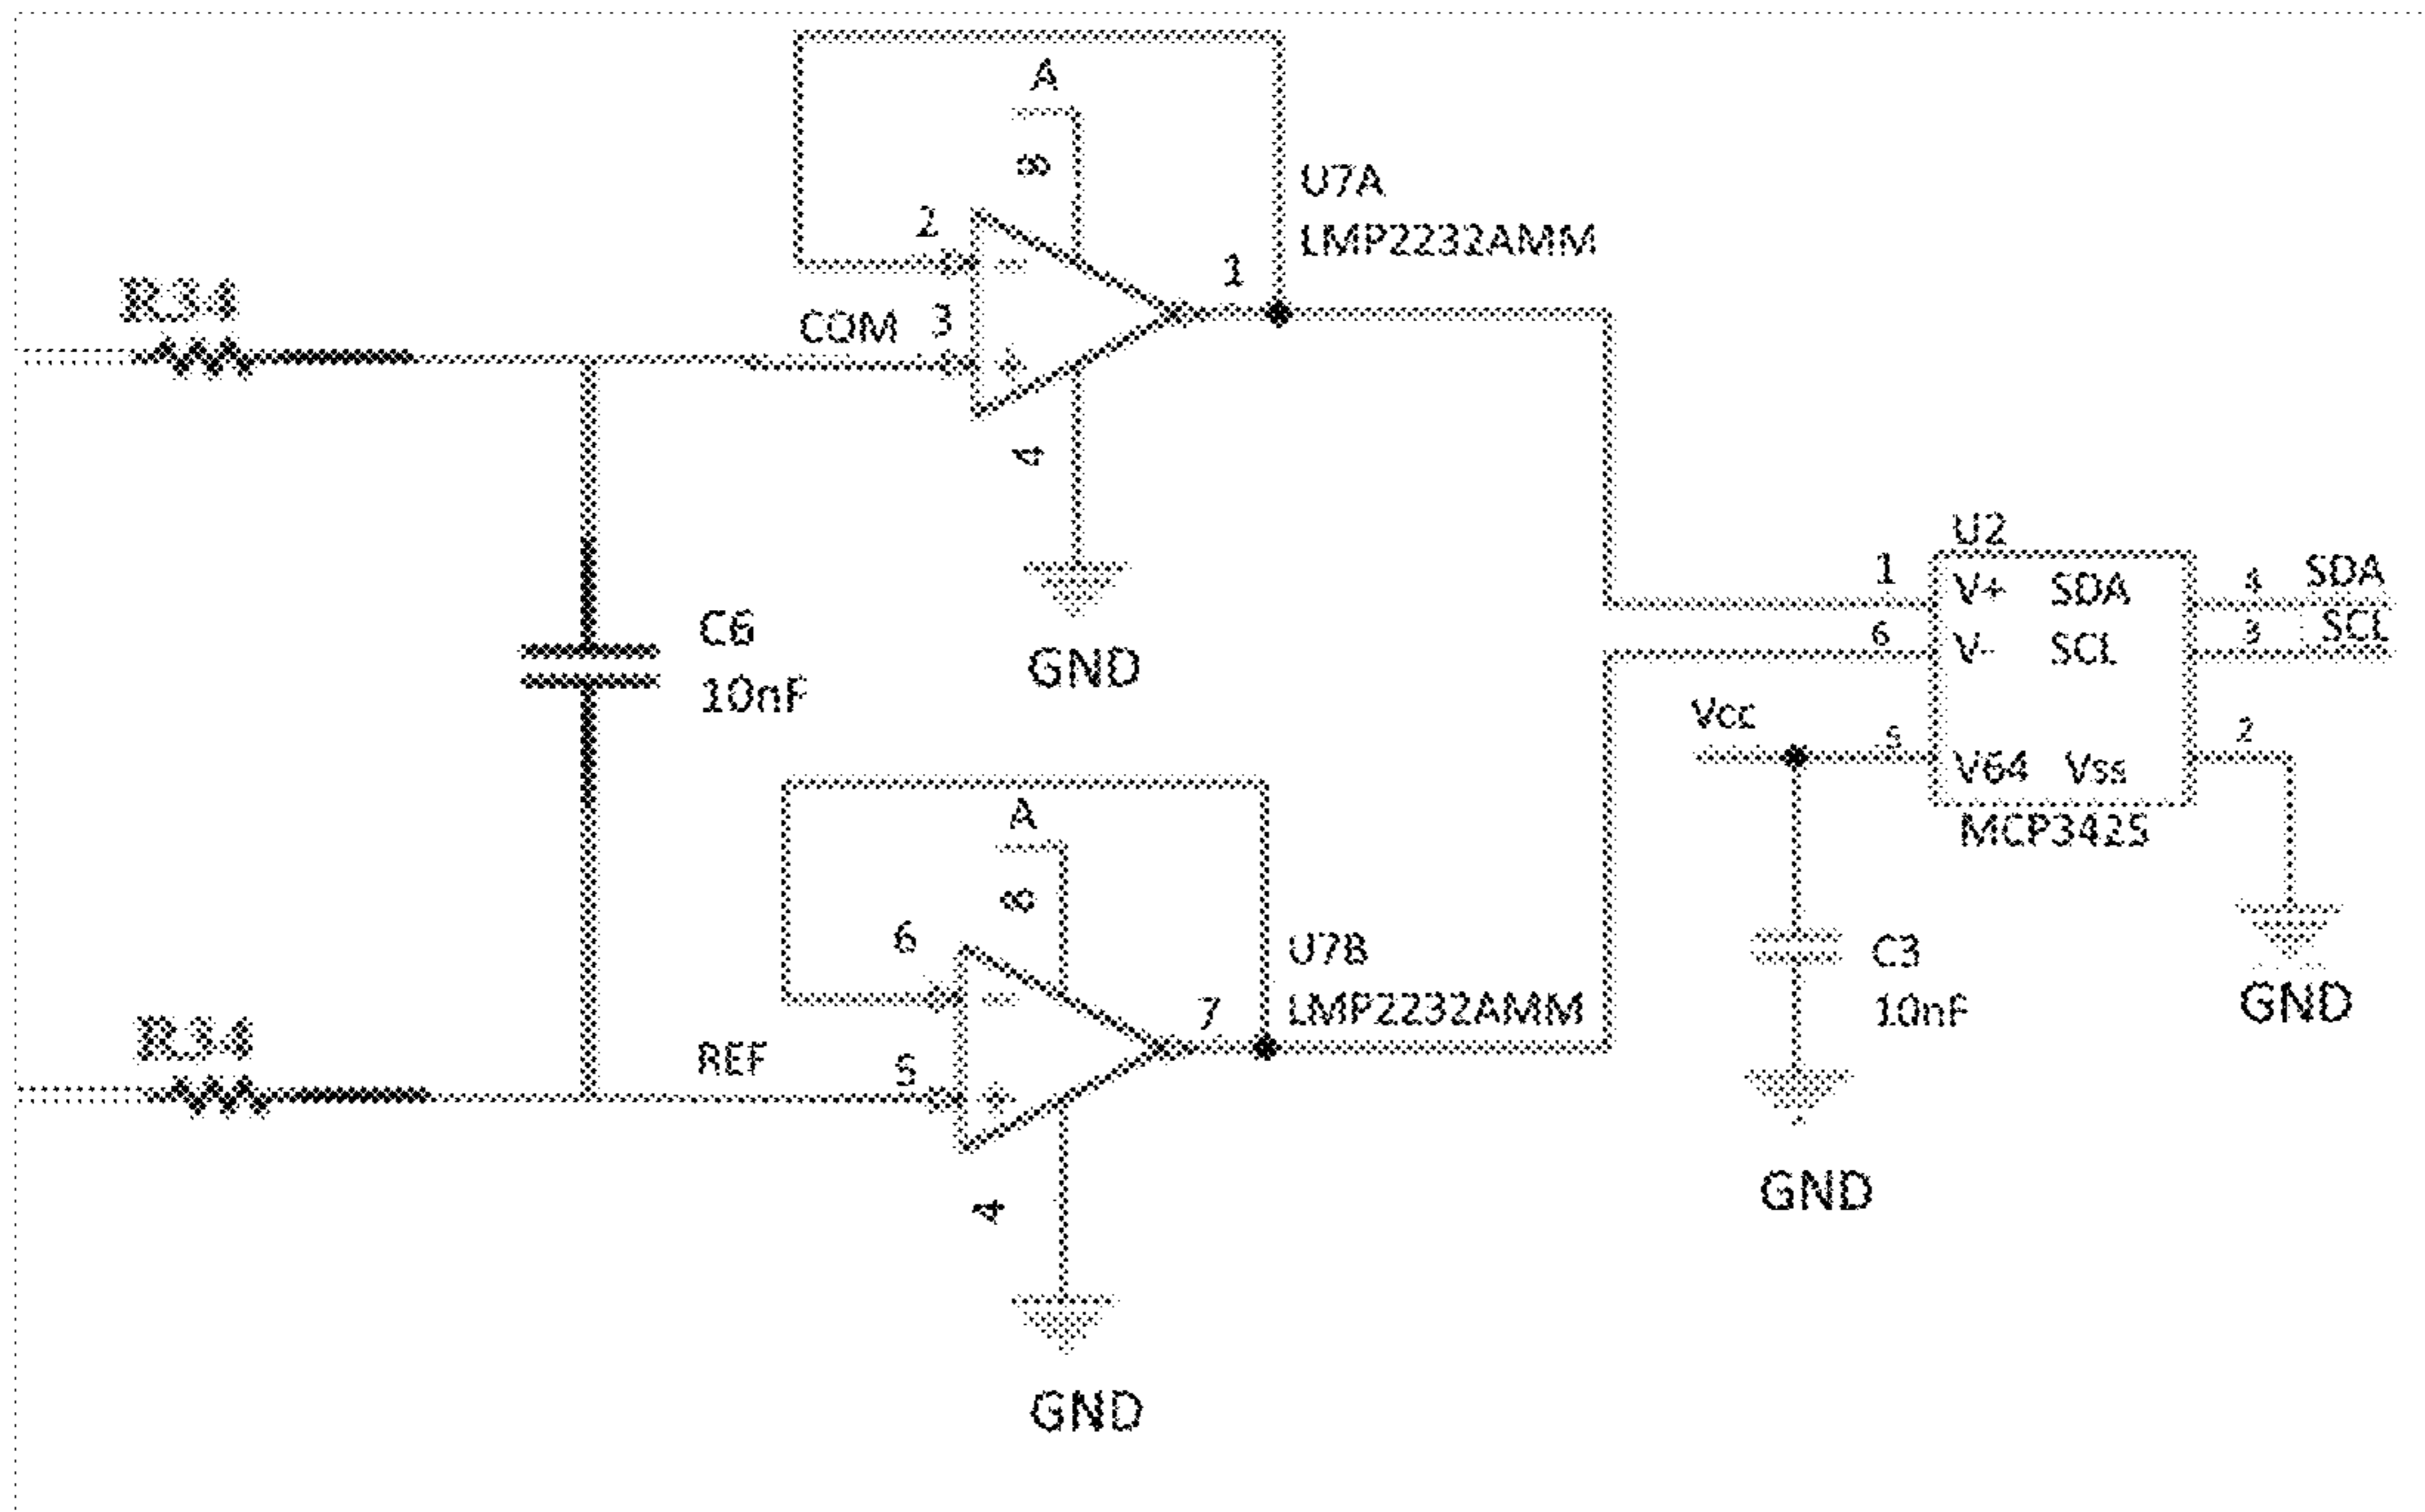 A
8
U7A
LMP2232AMM
2
1
R34
COM
3
4
GND
C6
10nF
U2
1
V+
SDA
4
SDA
6
V-
SCL
3
SCL
Vcc
5
V64
Vss
2
MCP3425
A
8
6
U7B
LMP2232AMM
7
C3
10nF
GND
R34
REF
5
4
GND
GND